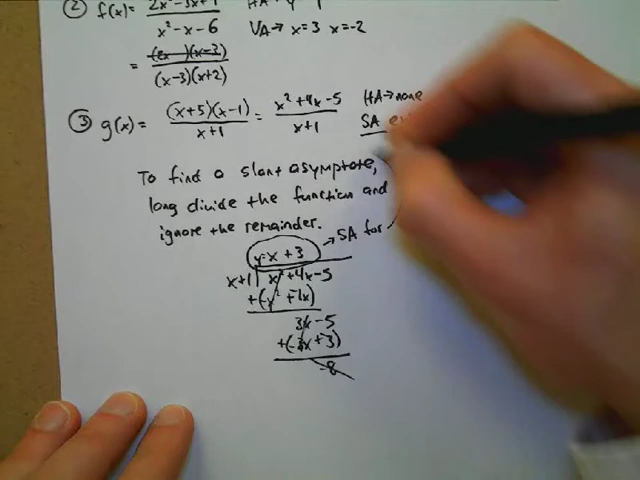 ② f(x) = 2x² - 3x + 1
x² - x - 6
VA → x = 3 x = -2
= (x-3)
(x-3)(x+2)
③ g(x) = (x+5)(x-1) / x+1 = x² + 4x - 5 / x+1 HA → none
SA
To find a slant asymptote,
long divide the function and
ignore the remainder.
y = x + 3 → SA for
x+1 x² + 4x - 5
+(-x² + -1x)
3x - 5
+(-3x + -3)
-8